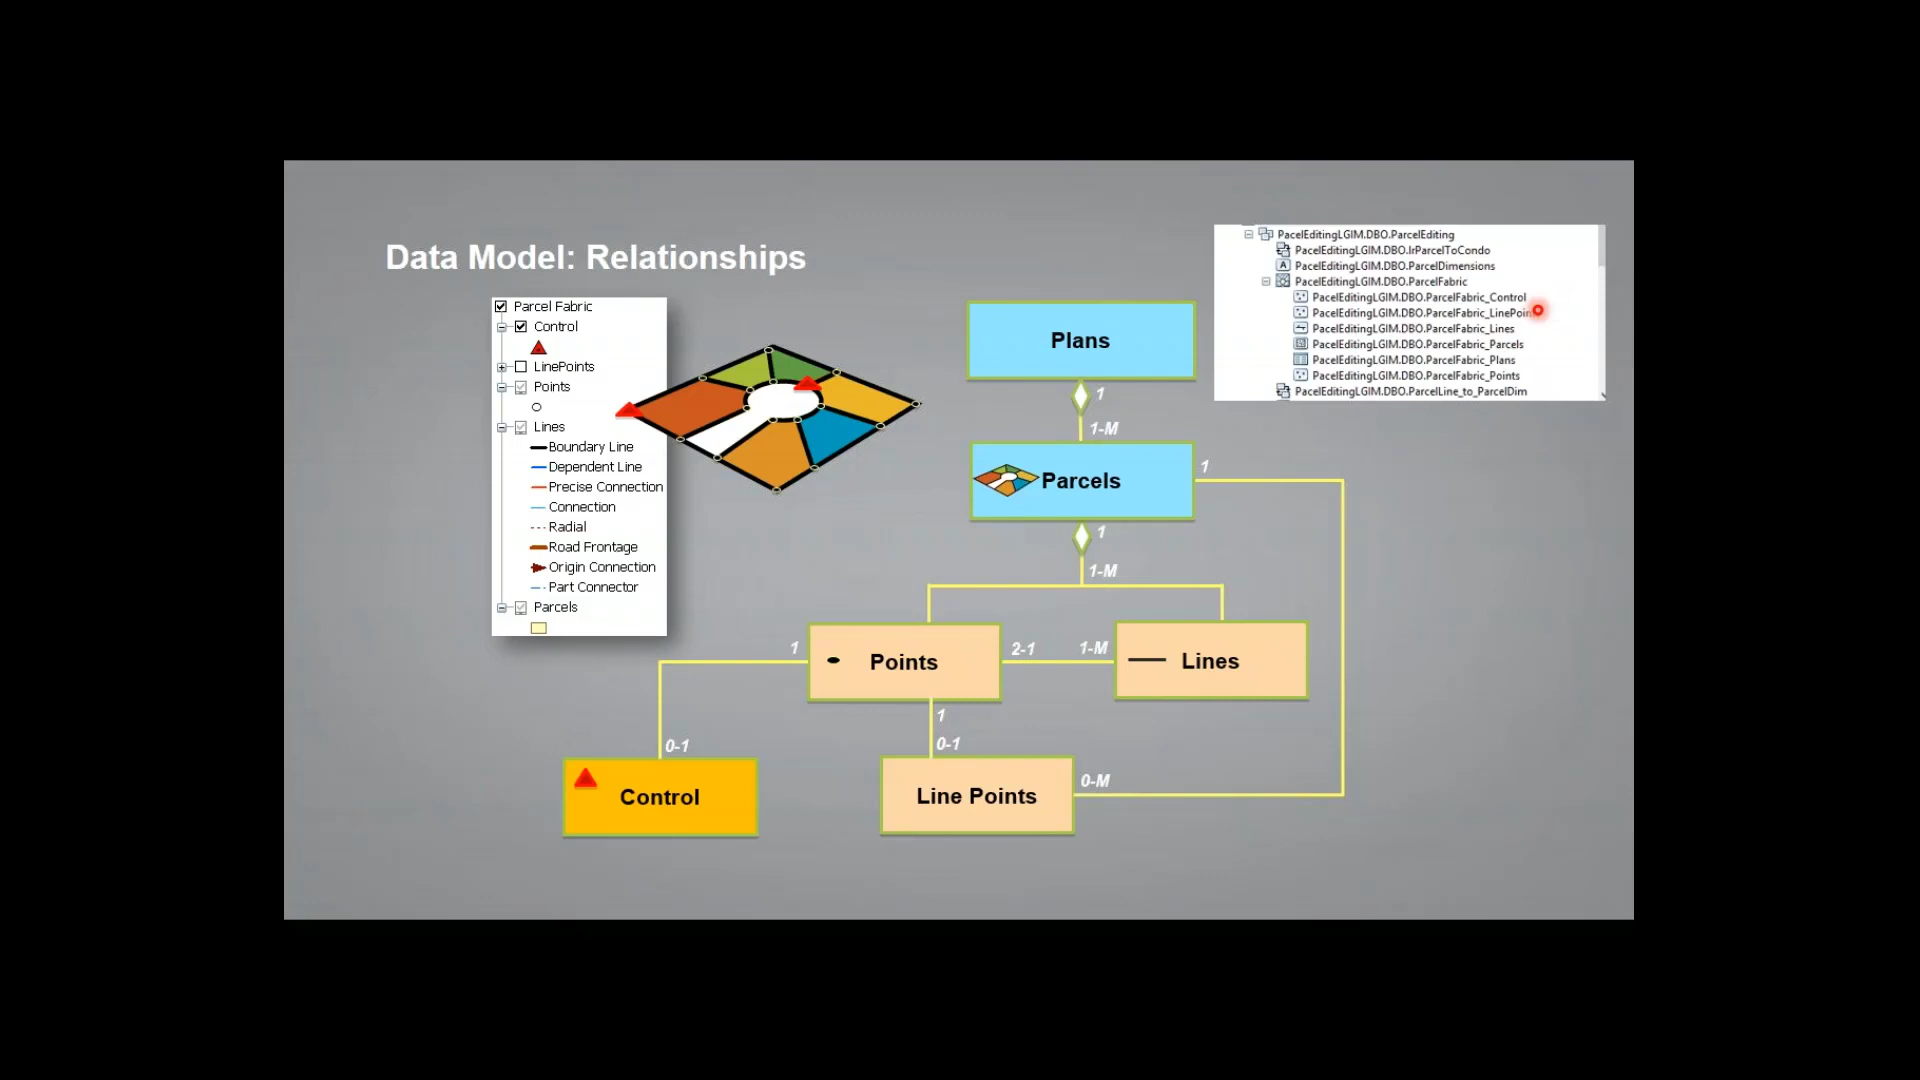 Data Model: Relationships
Parcel Fabric
Control
LinePoints
Points
Lines
Boundary Line
Dependent Line
Precise Connection
Connection
Radial
Road Frontage
Origin Connection
Part Connector
Parcels
PacelEditingLGIM.DBO.ParcelEditing
PacelEditingLGIM.DBO.lrParcelToCondo
A PacelEditingLGIM.DBO.ParcelDimensions
PacelEditingLGIM.DBO.ParcelFabric
PacelEditingLGIM.DBO.ParcelFabric_Control
PacelEditingLGIM.DBO.ParcelFabric_LinePoin
PacelEditingLGIM.DBO.ParcelFabric_Lines
PacelEditingLGIM.DBO.ParcelFabric_Parcels
PacelEditingLGIM.DBO.ParcelFabric_Plans
PacelEditingLGIM.DBO.ParcelFabric_Points
PacelEditingLGIM.DBO.ParcelLine_to_ParcelDim
Plans
1
1-M
Parcels
1
1
1-M
1
Points
2-1
1-M
Lines
1
0-1
0-1
Control
Line Points
0-M